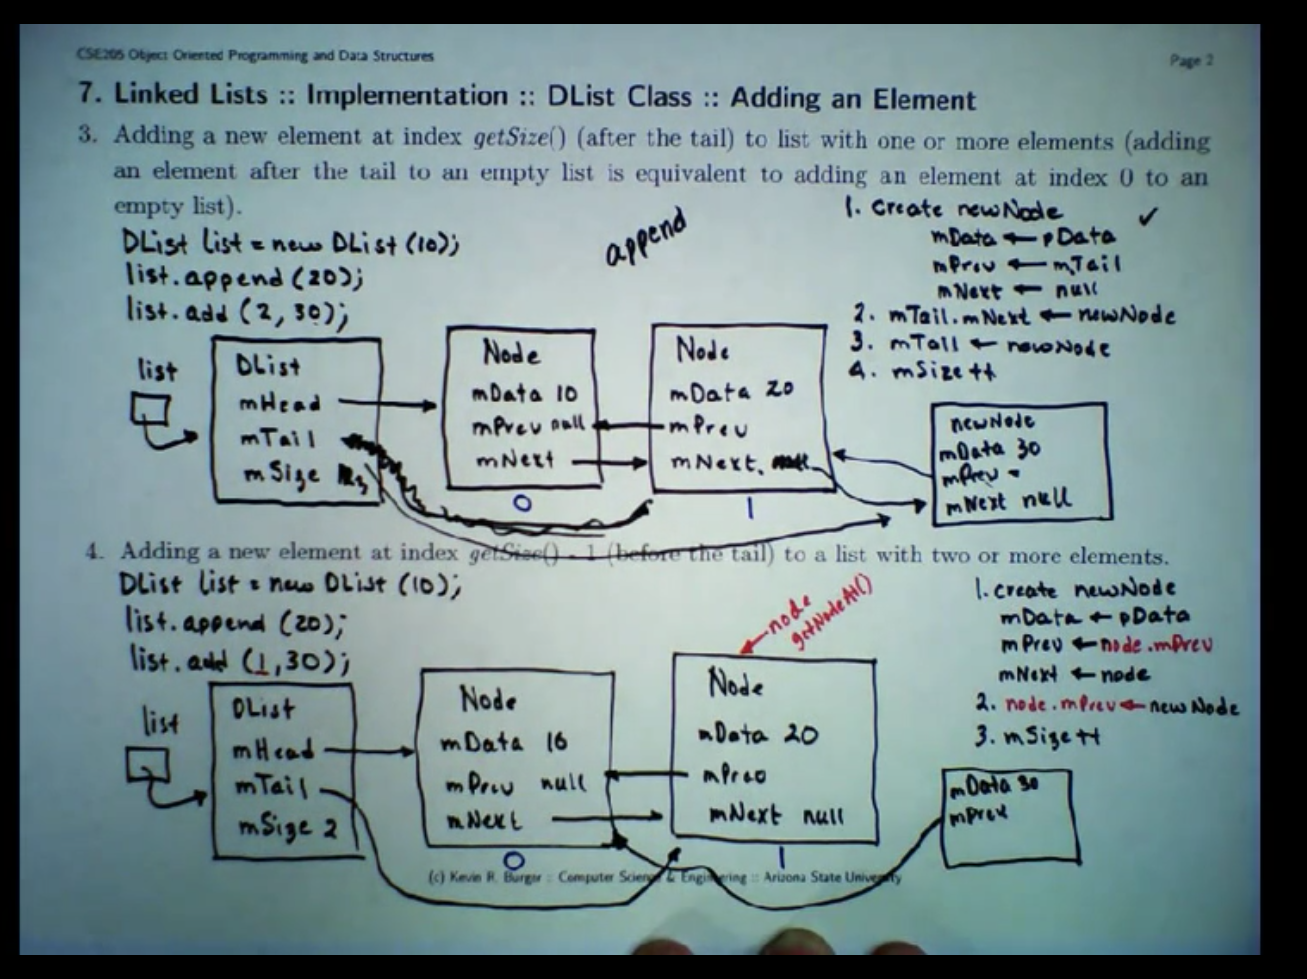 CSE205 Object Oriented Programming and Data Structures
Page 2
7. Linked Lists :: Implementation :: DList Class :: Adding an Element
3. Adding a new element at index getSize() (after the tail) to list with one or more elements (adding
an element after the tail to an empty list is equivalent to adding an element at index 0 to an
empty list).
DList list = new DList (10);
list.append (20);
list.add (2, 30);
append
1. Create newNode ✓
mData ← pData
mPrev ← mTail
mNext ← null
2. mTail.mNext ← newNode
3. mTail ← newNode
4. mSize++
list
DList
mHead
mTail
mSize 3
Node
mData 10
mPrev null
mNext
0
Node
mData 20
mPrev
mNext
1
newNode
mData 30
mPrev
mNext null
4. Adding a new element at index getSize() - 1 (before the tail) to a list with two or more elements.
DList list = new DList (10);
list.append (20);
list.add (1,30);
node
getNodeAt()
1. create newNode
mData ← pData
mPrev ← node.mPrev
mNext ← node
2. node.mPrev ← newNode
3. mSize++
list
DList
mHead
mTail
mSize 2
Node
mData 10
mPrev null
mNext
0
Node
mData 20
mPrev
mNext null
1
mData 30
mPrev
(c) Kevin R. Burger :: Computer Science & Engineering :: Arizona State University